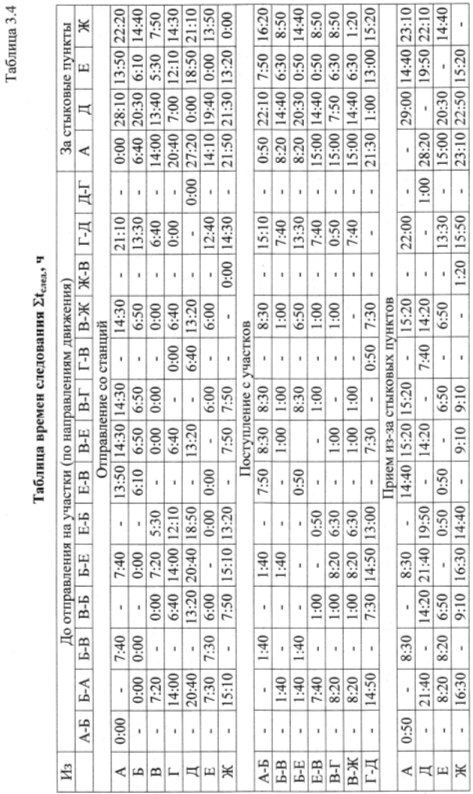 Таблица 3.4
Таблица времен следования Σtслед, ч
Из До отправления на участки (по направлениям движения) За стыковые пункты
А-Б Б-А Б-В В-Б Б-Е Е-Б Е-В В-Е В-Г Г-В В-Ж Ж-В Г-Д Д-Г А Д Е Ж
Отправление со станций
А 0:00 - 7:40 - 7:40 - 13:50 14:30 14:30 - 14:30 - 21:10 - 0:00 28:10 13:50 22:20
Б - 0:00 0:00 - 0:00 - 6:10 6:50 6:50 - 6:50 - 13:30 - 6:40 20:30 6:10 14:40
В - 7:20 - 0:00 7:20 5:30 - 0:00 0:00 - 0:00 - 6:40 - 14:00 13:40 5:30 7:50
Г - 14:00 - 6:40 14:00 12:10 - 6:40 - 0:00 6:40 - 0:00 - 20:40 7:00 12:10 14:30
Д - 20:40 - 13:20 20:40 18:50 - 13:20 - 6:40 13:20 - - 0:00 27:20 0:00 18:50 21:10
Е - 7:30 7:30 6:00 - 0:00 0:00 - 6:00 - 6:00 - 12:40 - 14:10 19:40 0:00 13:50
Ж - 15:10 - 7:50 15:10 13:20 - 7:50 7:50 - - 0:00 14:30 - 21:50 21:30 13:20 0:00
Поступление с участков
А-Б - - 1:40 - 1:40 - 7:50 8:30 8:30 - 8:30 - 15:10 - 0:50 22:10 7:50 16:20
Б-В - 1:40 - - 1:40 - - 1:00 1:00 - 1:00 - 7:40 - 8:20 14:40 6:30 8:50
Б-Е - 1:40 1:40 - - - 0:50 - 8:30 - 6:50 - 13:30 - 8:20 20:30 0:50 14:40
Е-В - 7:40 - 1:00 - 0:50 - - 1:00 - 1:00 - 7:40 - 15:00 14:40 0:50 8:50
В-Г - 8:20 - 1:00 8:20 6:30 - 1:00 - - 1:00 - 0:50 - 15:00 7:50 6:30 8:50
В-Ж - 8:20 - 1:00 8:20 6:30 - 1:00 1:00 - - - 7:40 - 15:00 14:40 6:30 1:20
Г-Д - 14:50 - 7:30 14:50 13:00 - 7:30 - 0:50 7:30 - - - 21:30 1:00 13:00 15:20
Прием из-за стыковых пунктов
А 0:50 - 8:30 - 8:30 - 14:40 15:20 15:20 - 15:20 - 22:00 - - 29:00 14:40 23:10
Д - 21:40 - 14:20 21:40 19:50 - 14:20 - 7:40 14:20 - - 1:00 28:20 - 19:50 22:10
Е - 8:20 8:20 6:50 - 0:50 0:50 - 6:50 - 6:50 - 13:30 - 15:00 20:30 - 14:40
Ж - 16:30 - 9:10 16:30 14:40 - 9:10 9:10 - - 1:20 15:50 - 23:10 22:50 15:20 -